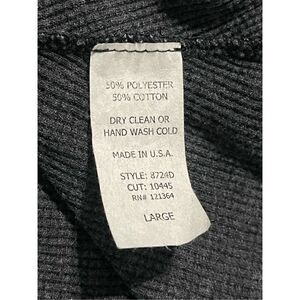 50% POLYESTER
50% COTTON
DRY CLEAN OR
HAND WASH COLD
MADE IN U.S.A.
STYLE: 8724D
CUT: 10445
RN# 121364
LARGE